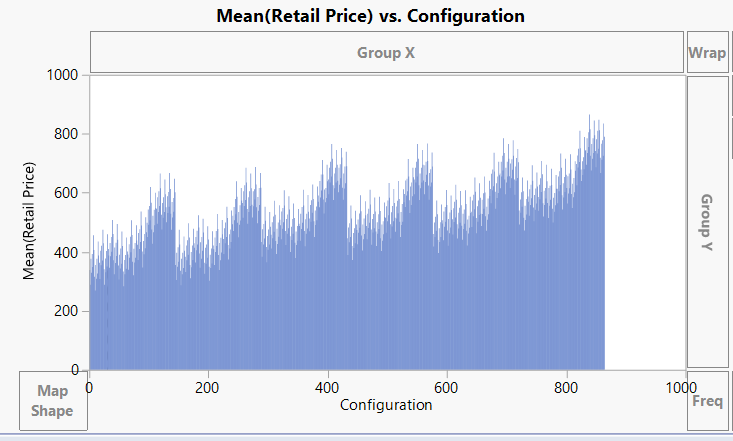 Mean(Retail Price) vs. Configuration
Group X
Wrap
1000
800
600
400
200
0
Mean(Retail Price)
Group Y
Map
Shape
0 200 400 600 800 1000
Freq
Configuration